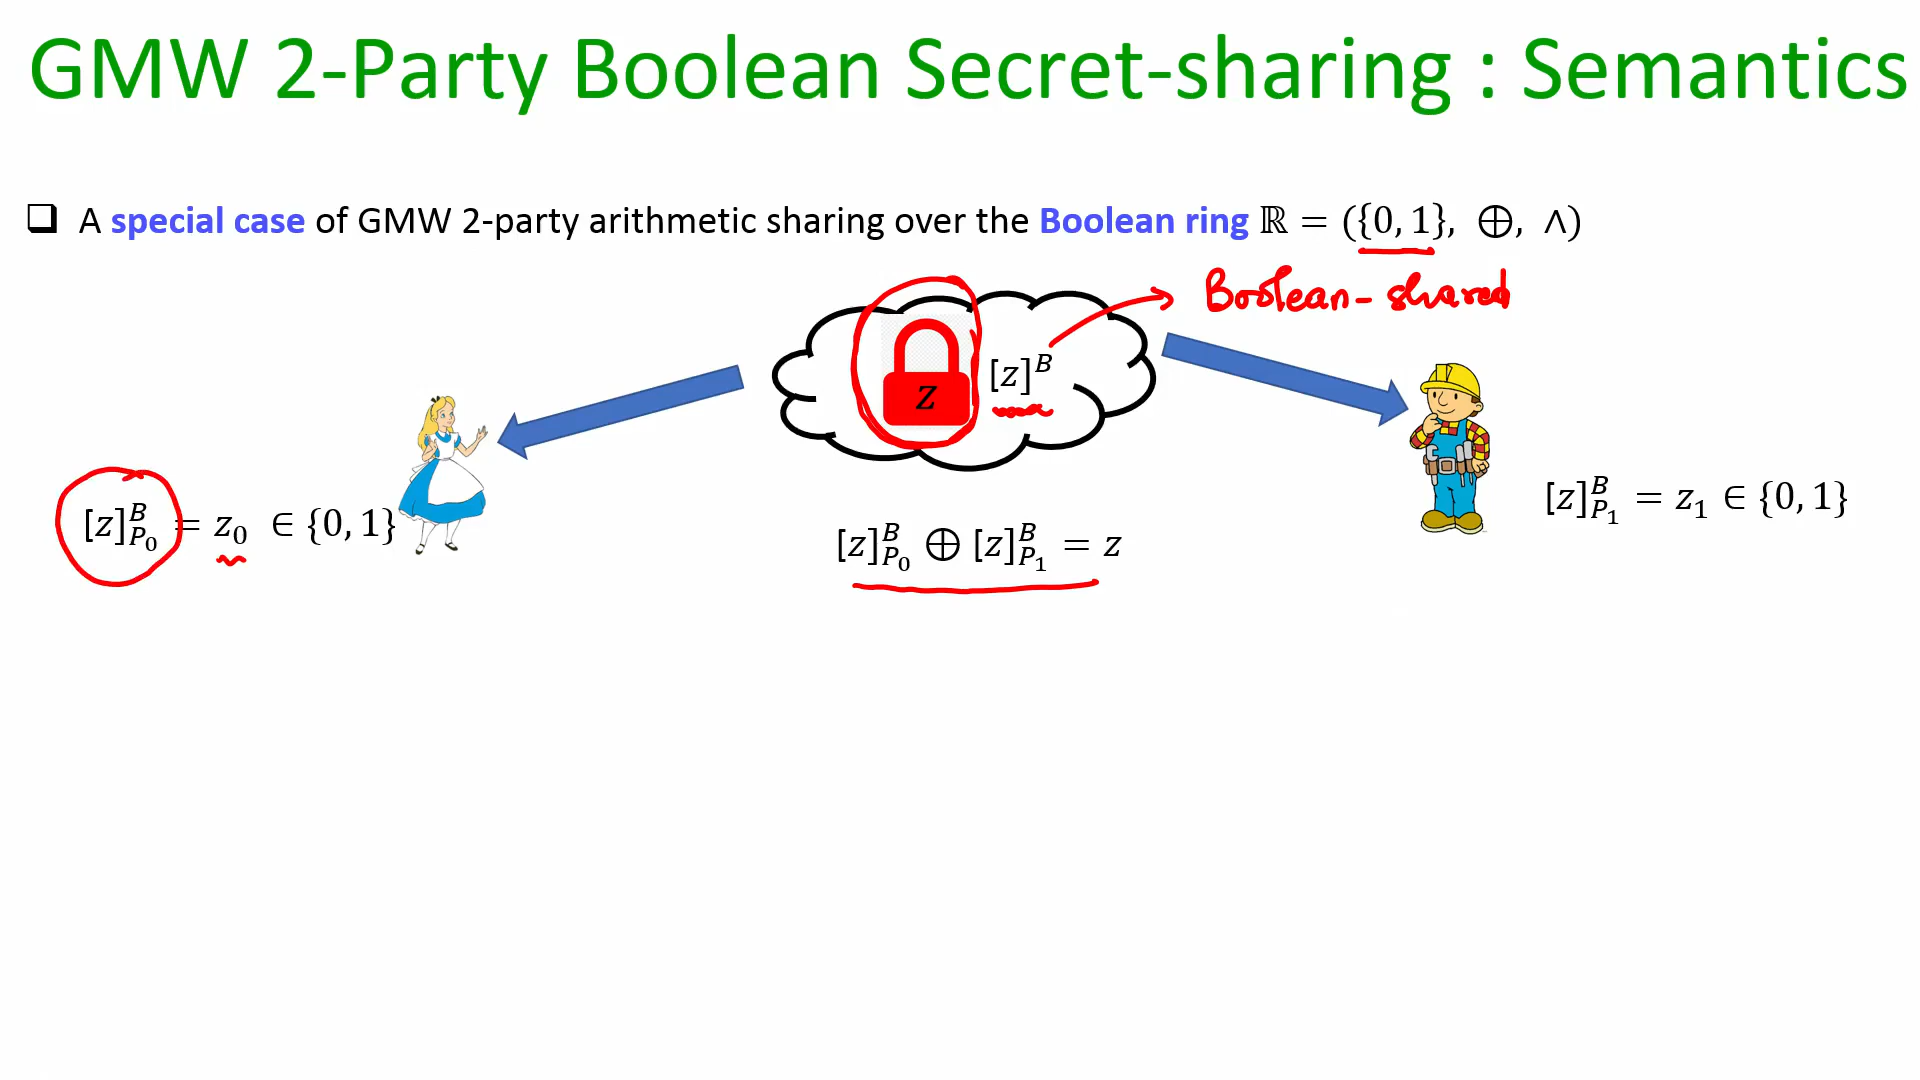 GMW 2-Party Boolean Secret-sharing : Semantics
❑ A special case of GMW 2-party arithmetic sharing over the Boolean ring ℝ = ({0, 1}, ⊕, ∧)
Boolean-shared
z [z]^B
[z]^B_{P_0} = z_0 ∈ {0, 1}
[z]^B_{P_0} ⊕ [z]^B_{P_1} = z
[z]^B_{P_1} = z_1 ∈ {0, 1}